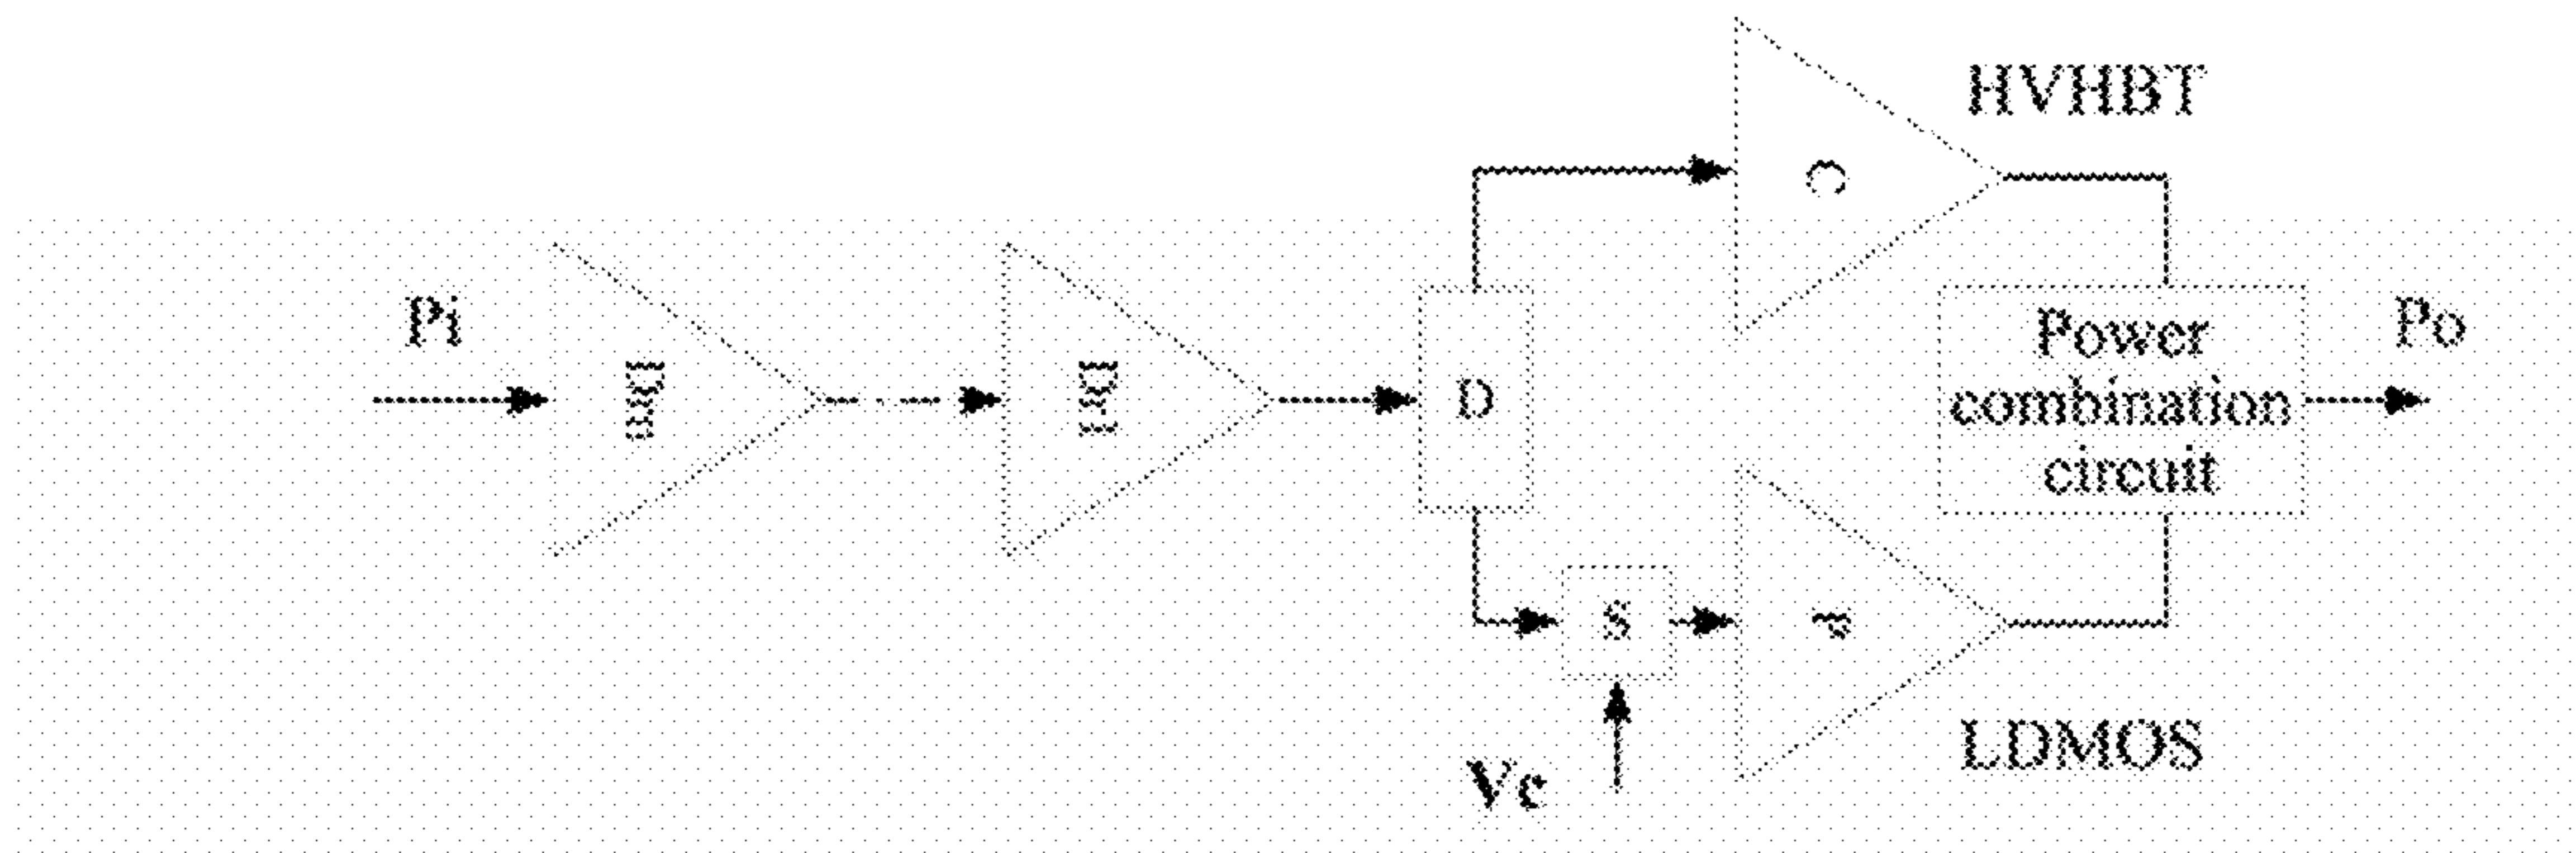 HVHBT
C
Pi
D
Power
combination
circuit
Po
S
P
LDMOS
Vc